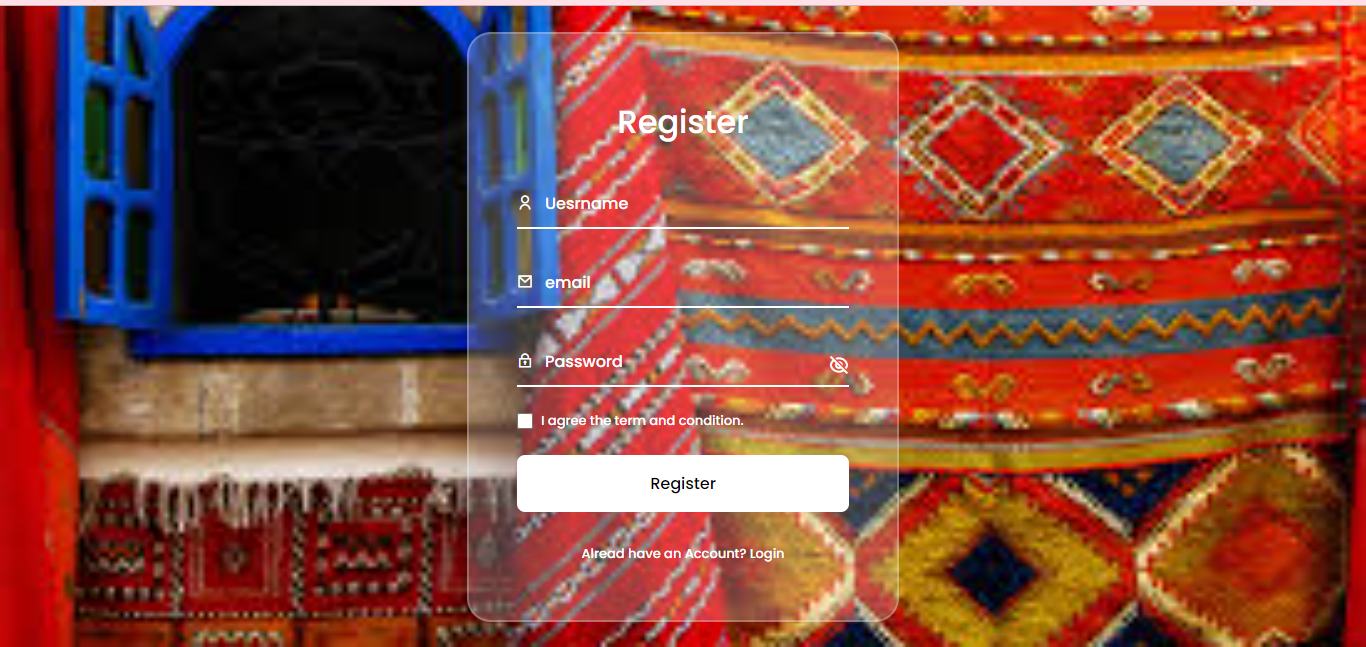 Register
Uesrname
email
Password
I agree the term and condition.
Register
Alread have an Account? Login